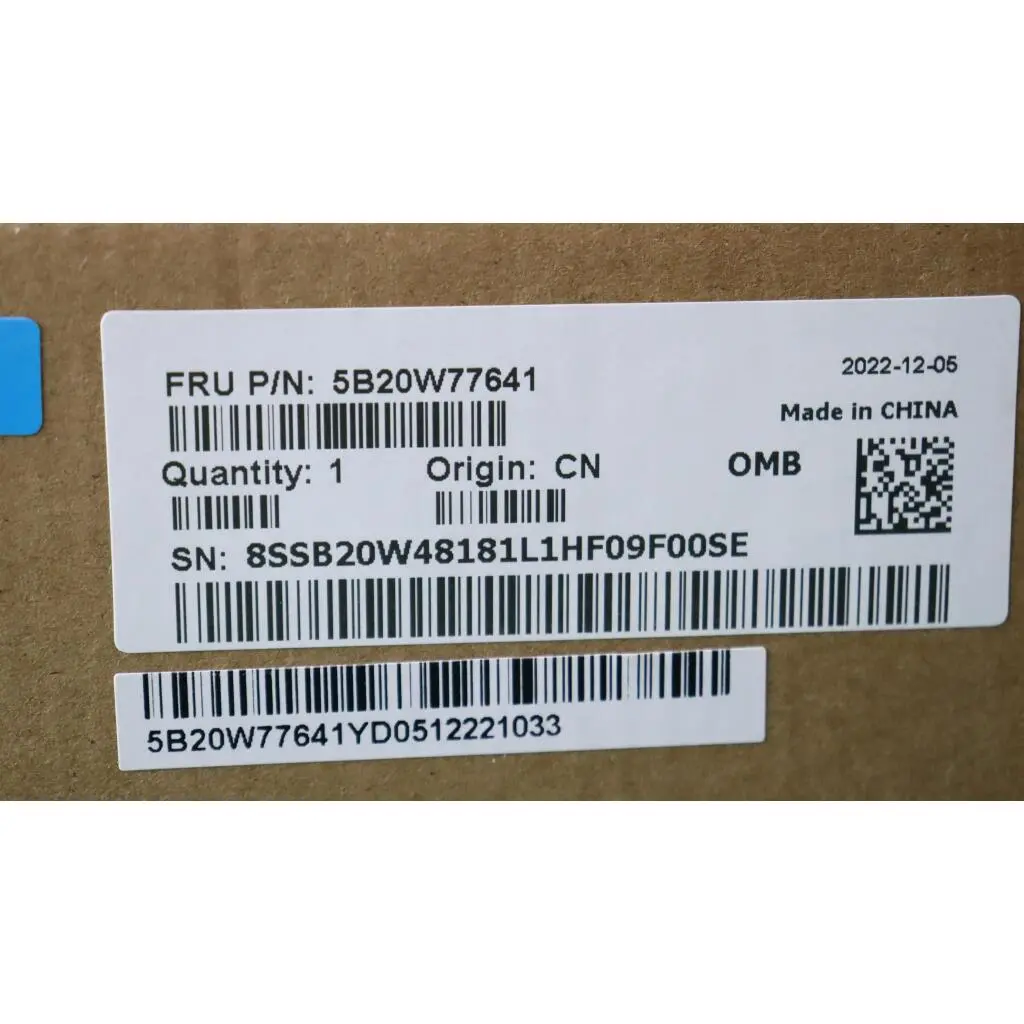 2022-12-05
FRU P/N: 5B20W77641
Made in CHINA
Quantity: 1 Origin: CN OMB
SN: 8SSB20W48181L1HF09F00SE
5B20W77641YD0512221033